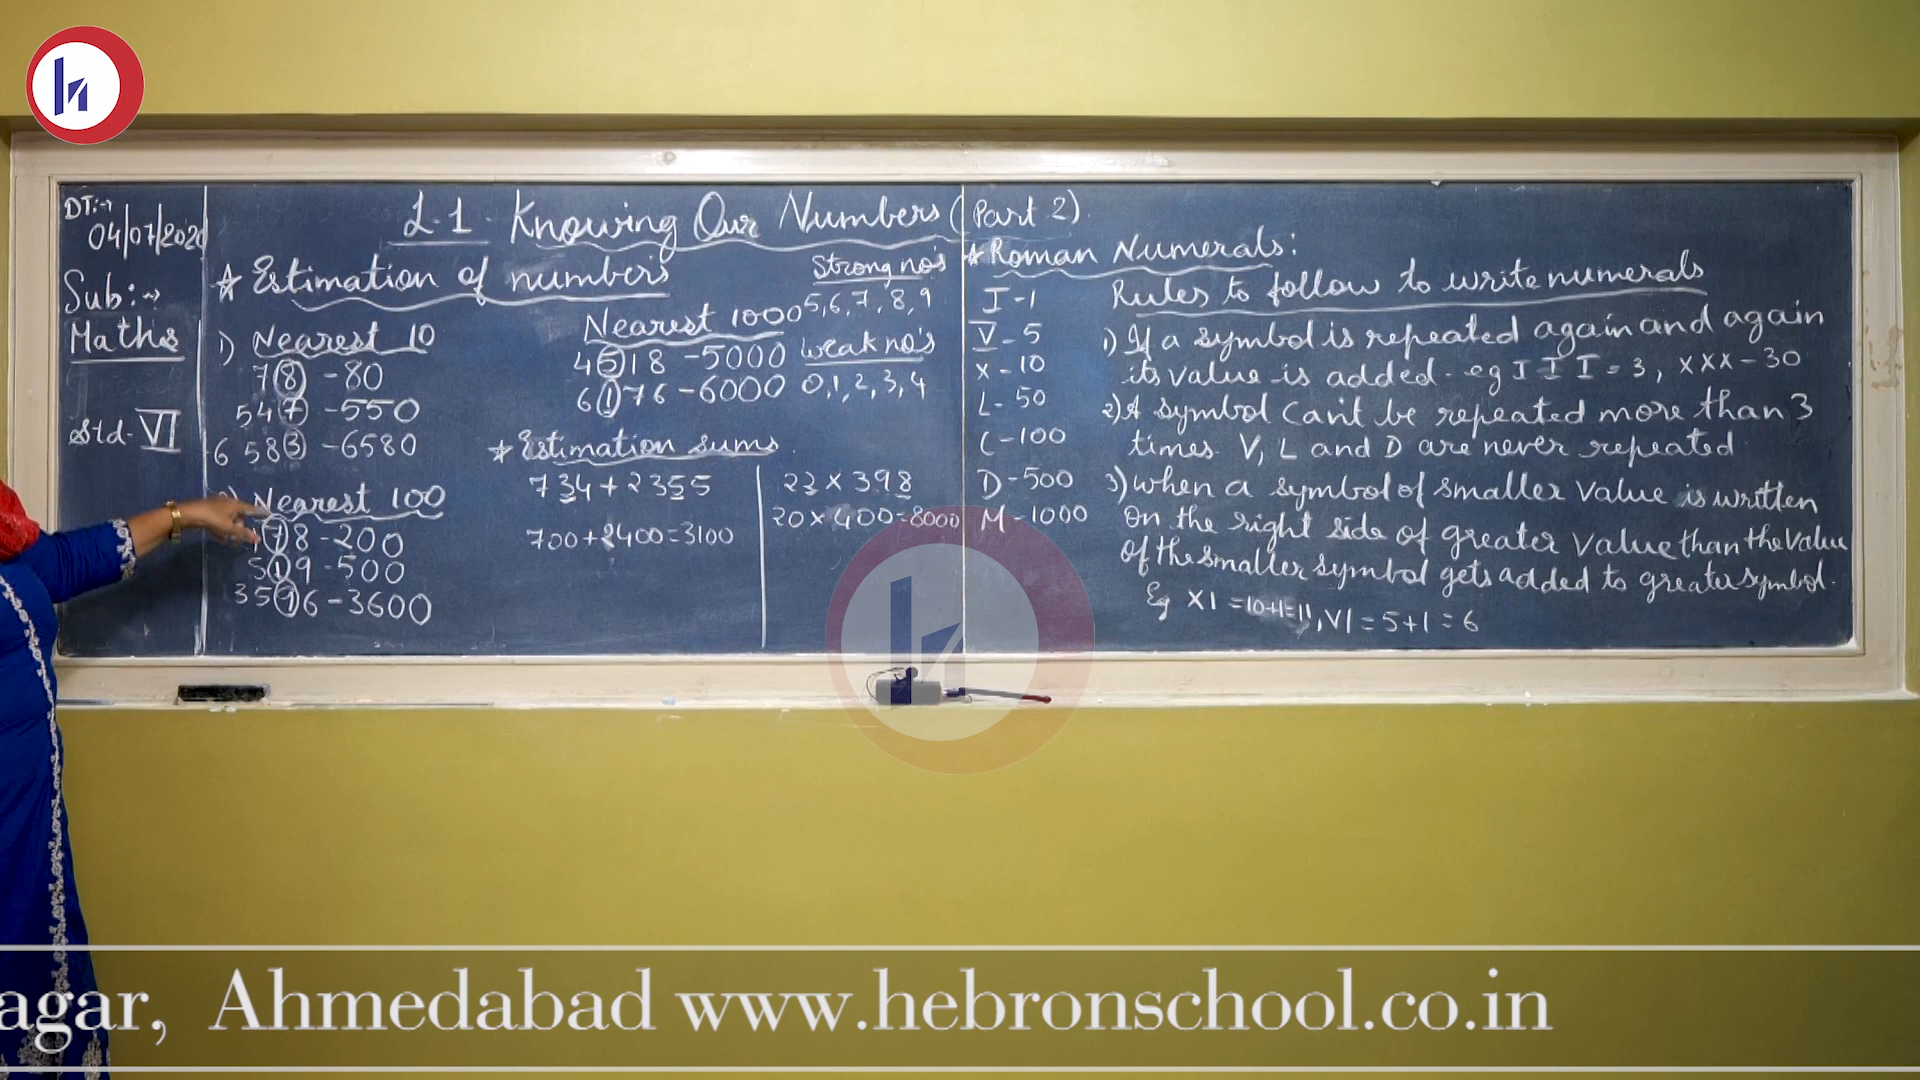 DT:→
04/07/2020
Sub:→
Maths
Std- VI
L.1. Knowing Our Numbers (Part 2)
★ Estimation of numbers
1) Nearest 10
78 - 80
547 - 550
6583 - 6580
Nearest 100
78 - 200
519 - 500
3596 - 3600
Strong no's
5, 6, 7, 8, 9
Nearest 1000
4518 - 5000
6176 - 6000
Weak no's
0, 1, 2, 3, 4
★ Estimation sums
734 + 2355
700 + 2400 = 3100
23 x 398
20 x 400 = 8000
★ Roman Numerals:
I - 1
V - 5
X - 10
L - 50
C - 100
D - 500
M - 1000
Rules to follow to write numerals
1) If a symbol is repeated again and again
its value is added. eg I I I = 3, XXX - 30
2) A symbol can't be repeated more than 3
times. V, L and D are never repeated
3) When a symbol of smaller value is written
on the right side of greater value than the value
of the smaller symbol gets added to greater symbol.
Eg XI = 10+1=11, VI = 5+1 = 6
agar, Ahmedabad www.hebronschool.co.in